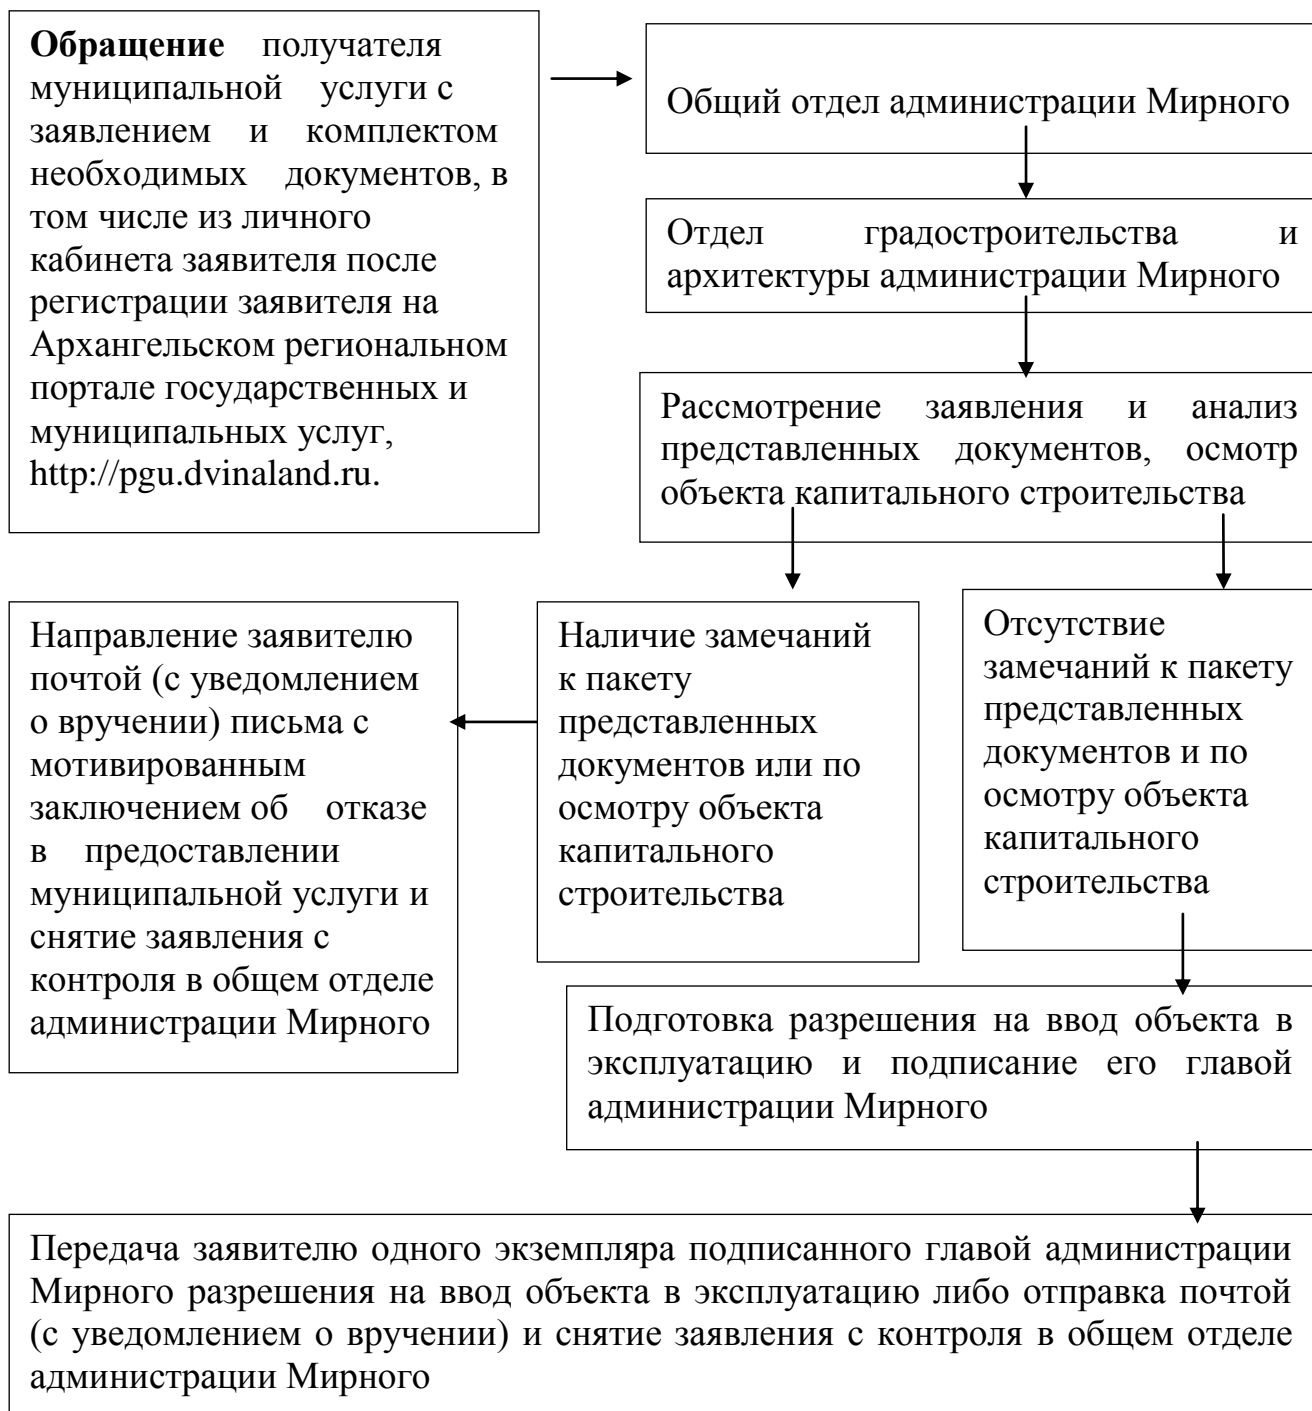 Обращение получателя
муниципальной услуги с
заявлением и комплектом
необходимых документов, в
том числе из личного
кабинета заявителя после
регистрации заявителя на
Архангельском региональном
портале государственных и
муниципальных услуг,
http://pgu.dvinaland.ru.
Общий отдел администрации Мирного
Отдел градостроительства и
архитектуры администрации Мирного
Рассмотрение заявления и анализ
представленных документов, осмотр
объекта капитального строительства
Направление заявителю
почтой (с уведомлением
о вручении) письма с
мотивированным
заключением об отказе
в предоставлении
муниципальной услуги и
снятие заявления с
контроля в общем отделе
администрации Мирного
Наличие замечаний
к пакету
представленных
документов или по
осмотру объекта
капитального
строительства
Отсутствие
замечаний к пакету
представленных
документов и по
осмотру объекта
капитального
строительства
Подготовка разрешения на ввод объекта в
эксплуатацию и подписание его главой
администрации Мирного
Передача заявителю одного экземпляра подписанного главой администрации
Мирного разрешения на ввод объекта в эксплуатацию либо отправка почтой
(с уведомлением о вручении) и снятие заявления с контроля в общем отделе
администрации Мирного